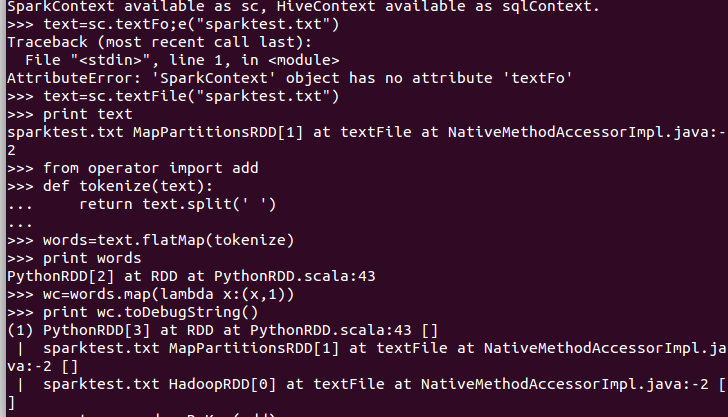 SparkContext available as sc, HiveContext available as sqlContext.
>>> text=sc.textFo;e("sparktest.txt")
Traceback (most recent call last):
  File "<stdin>", line 1, in <module>
AttributeError: 'SparkContext' object has no attribute 'textFo'
>>> text=sc.textFile("sparktest.txt")
>>> print text
sparktest.txt MapPartitionsRDD[1] at textFile at NativeMethodAccessorImpl.java:-
2
>>> from operator import add
>>> def tokenize(text):
...     return text.split(' ')
...
>>> words=text.flatMap(tokenize)
>>> print words
PythonRDD[2] at RDD at PythonRDD.scala:43
>>> wc=words.map(lambda x:(x,1))
>>> print wc.toDebugString()
(1) PythonRDD[3] at RDD at PythonRDD.scala:43 []
 |  sparktest.txt MapPartitionsRDD[1] at textFile at NativeMethodAccessorImpl.ja
va:-2 []
 |  sparktest.txt HadoopRDD[0] at textFile at NativeMethodAccessorImpl.java:-2 [
]